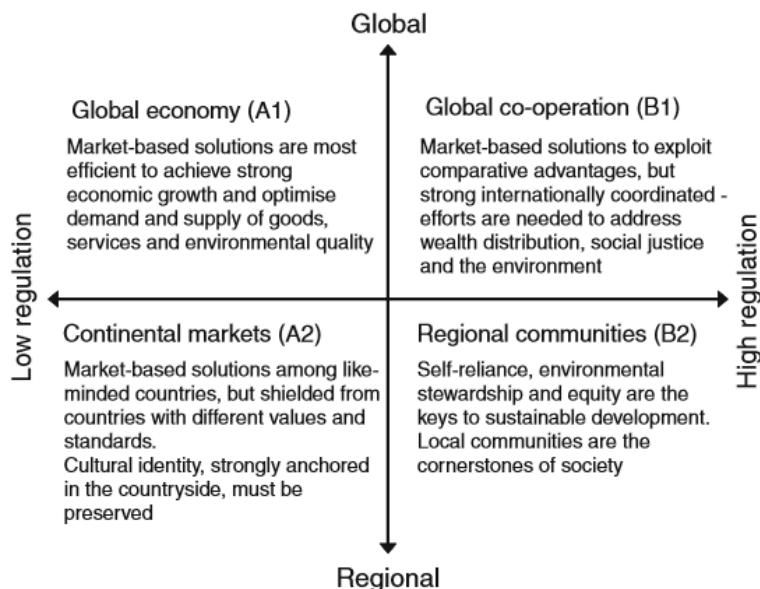 Global
Global economy (A1)
Market-based solutions are most
efficient to achieve strong
economic growth and optimise
demand and supply of goods,
services and environmental quality
Global co-operation (B1)
Market-based solutions to exploit
comparative advantages, but
strong internationally coordinated -
efforts are needed to address
wealth distribution, social justice
and the environment
Low regulation
High regulation
Continental markets (A2)
Market-based solutions among like-
minded countries, but shielded from
countries with different values and
standards.
Cultural identity, strongly anchored
in the countryside, must be
preserved
Regional communities (B2)
Self-reliance, environmental
stewardship and equity are the
keys to sustainable development.
Local communities are the
cornerstones of society
Regional